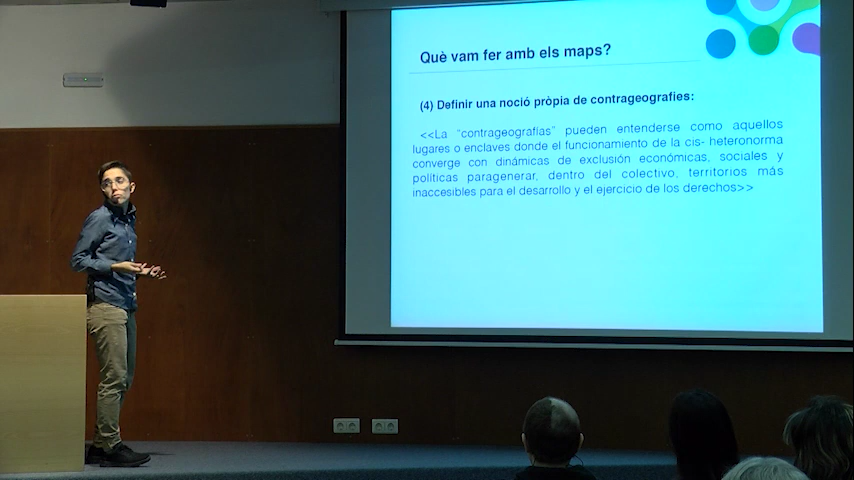 Què vam fer amb els maps?
(4) Definir una noció pròpia de contrageografies:
<<La “contrageografías” pueden entenderse como aquellos
lugares o enclaves donde el funcionamiento de la cis- heteronorma
converge con dinámicas de exclusión económicas, sociales y
políticas paragenerar, dentro del colectivo, territorios más
inaccesibles para el desarrollo y el ejercicio de los derechos>>